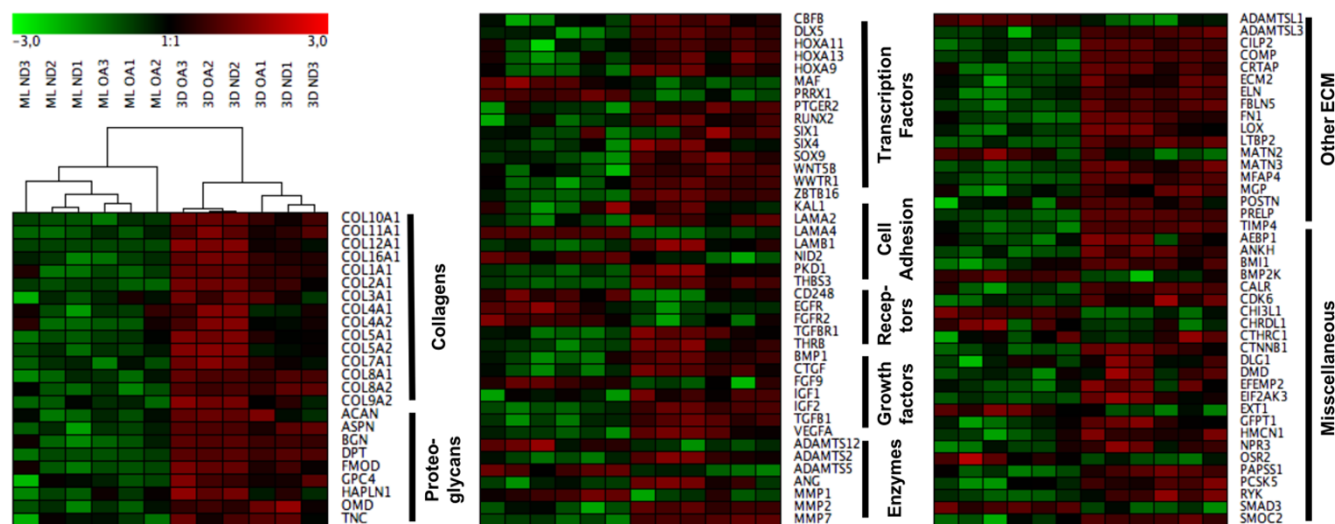 −3,0 1:1 3,0
ML ND3
ML ND2
ML ND1
ML OA3
ML OA1
ML OA2
3D OA3
3D OA2
3D ND2
3D OA1
3D ND1
3D ND3
COL10A1
COL11A1
COL12A1
COL16A1
COL1A1
COL2A1
COL3A1
COL4A1
COL4A2
COL5A1
COL5A2
COL7A1
COL8A1
COL8A2
COL9A2
ACAN
ASPN
BGN
DPT
FMOD
GPC4
HAPLN1
OMD
TNC
Collagens
Proteo-
glycans
CBFB
DLX5
HOXA11
HOXA13
HOXA9
MAF
PRRX1
PTGER2
RUNX2
SIX1
SIX4
SOX9
WNT5B
WWTR1
ZBTB16
KAL1
LAMA2
LAMA4
LAMB1
NID2
PKD1
THBS3
CD248
EGFR
FGFR2
TGFBR1
THRB
BMP1
CTGF
FGF9
IGF1
IGF2
TGFB1
VEGFA
ADAMTS12
ADAMTS2
ADAMTS5
ANG
MMP1
MMP2
MMP7
Transcription
Factors
Cell
Adhesion
Recep-
tors
Growth
factors
Enzymes
ADAMTSL1
ADAMTSL3
CILP2
COMP
CRTAP
ECM2
ELN
FBLN5
FN1
LOX
LTBP2
MATN2
MATN3
MFAP4
MGP
POSTN
PRELP
TIMP4
AEBP1
ANKH
BMI1
BMP2K
CALR
CDK6
CHI3L1
CHRDL1
CTHRC1
CTNNB1
DLG1
DMD
EFEMP2
EIF2AK3
EXT1
GFPT1
HMCN1
NPR3
OSR2
PAPSS1
PCSK5
RYK
SMAD3
SMOC2
Other ECM
Misscellaneous